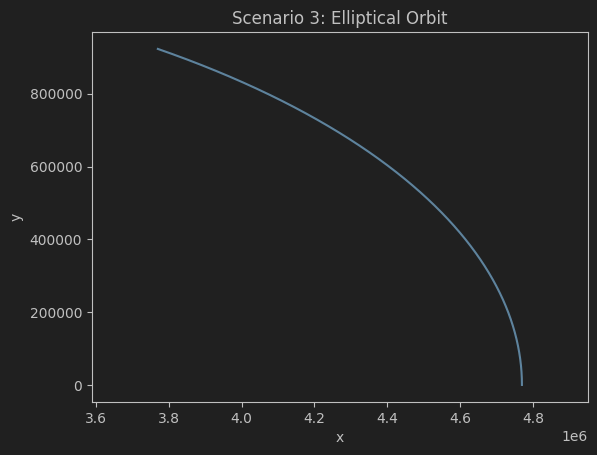 Scenario 3: Elliptical Orbit
800000
600000
400000
200000
0
y
3.6 3.8 4.0 4.2 4.4 4.6 4.8
1e6
x